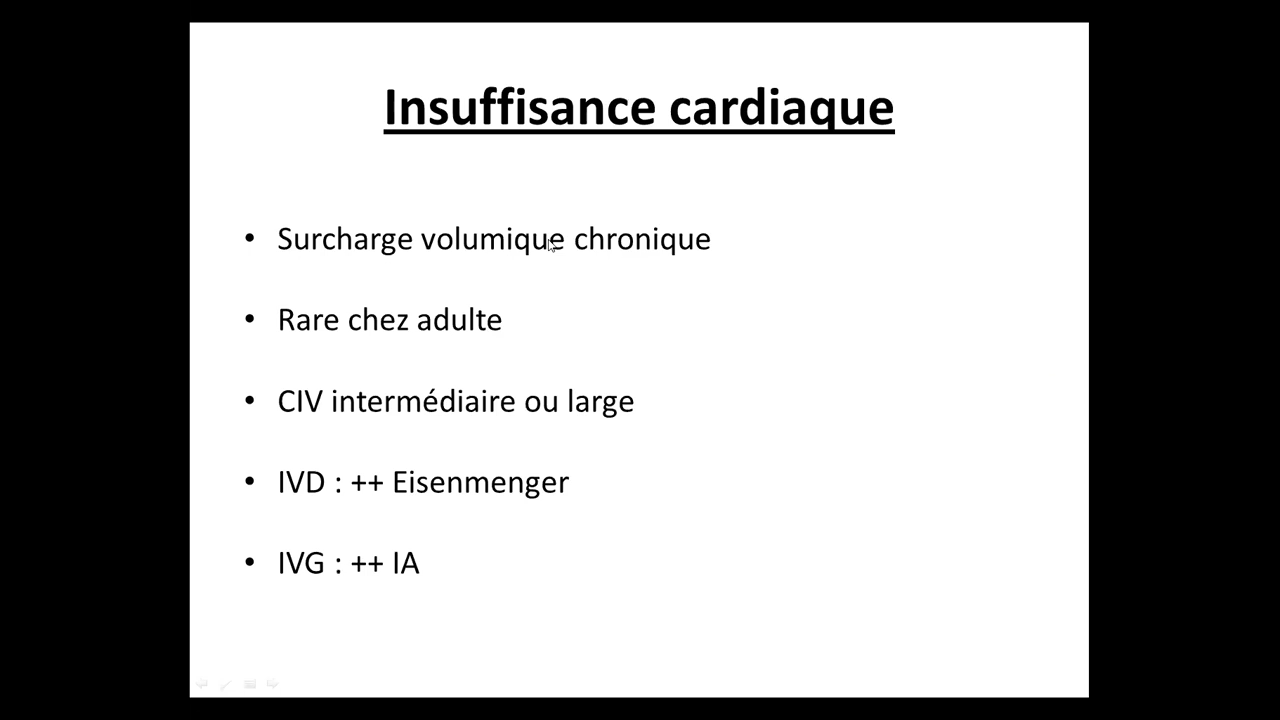 Insuffisance cardiaque
• Surcharge volumique chronique
• Rare chez adulte
• CIV intermédiaire ou large
• IVD : ++ Eisenmenger
• IVG : ++ IA